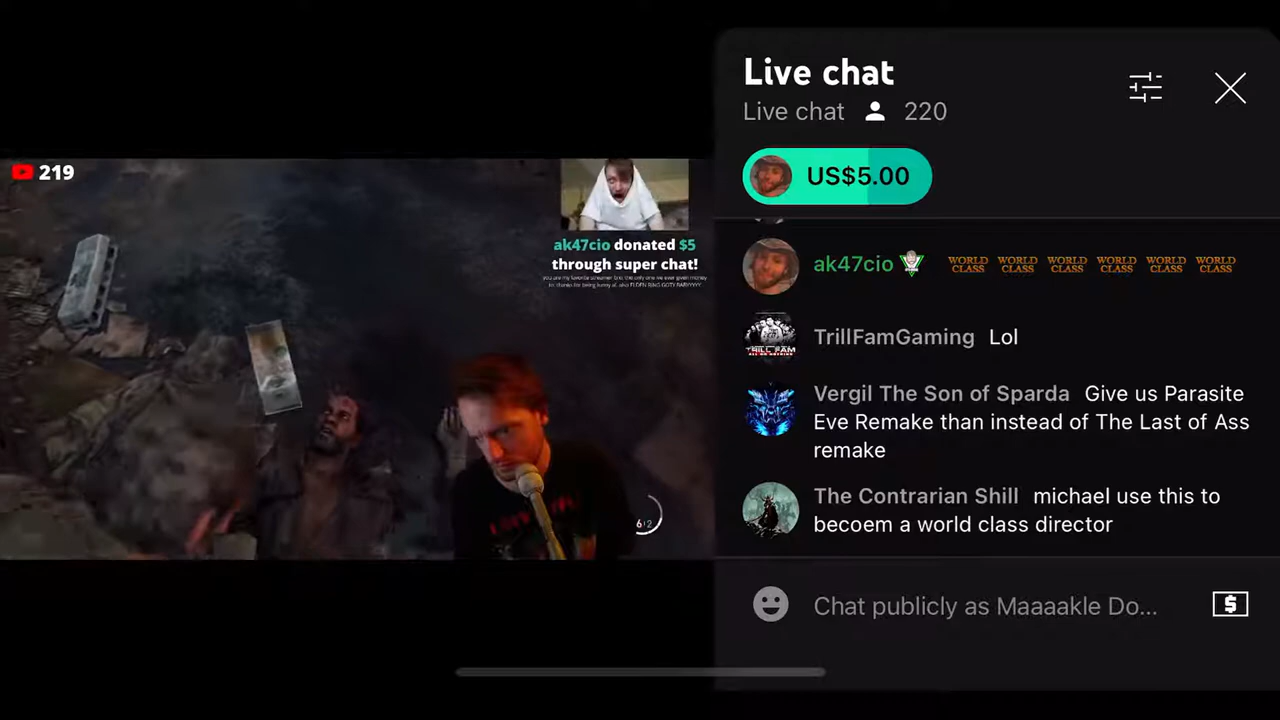 219
ak47cio donated $5
through super chat!
Live chat
Live chat 220
US$5.00
ak47cio WORLD CLASS WORLD CLASS WORLD CLASS WORLD CLASS WORLD CLASS WORLD CLASS
TrillFamGaming Lol
Vergil The Son of Sparda Give us Parasite
Eve Remake than instead of The Last of Ass
remake
The Contrarian Shill michael use this to
becoem a world class director
Chat publicly as Maaaakle Do...
$